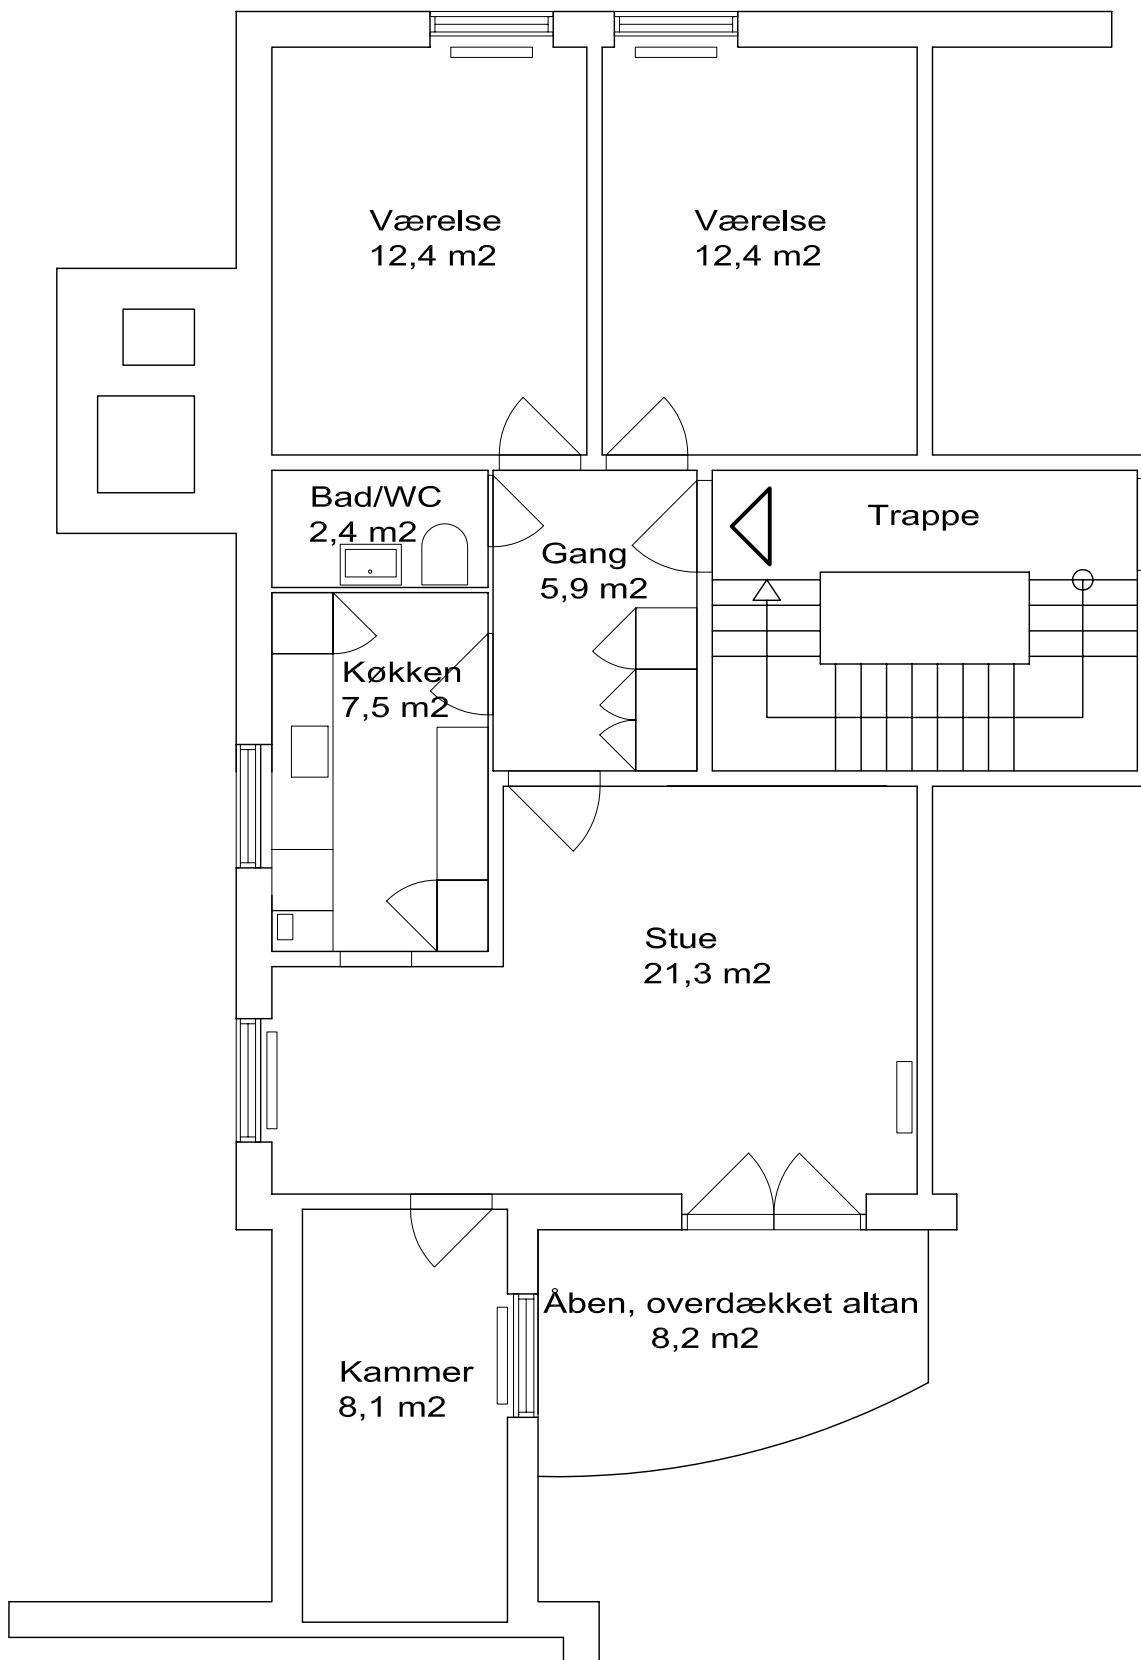 Værelse
12,4 m2
Værelse
12,4 m2
Bad/WC
2,4 m2
Trappe
Gang
5,9 m2
Køkken
7,5 m2
Stue
21,3 m2
Åben, overdækket altan
8,2 m2
Kammer
8,1 m2